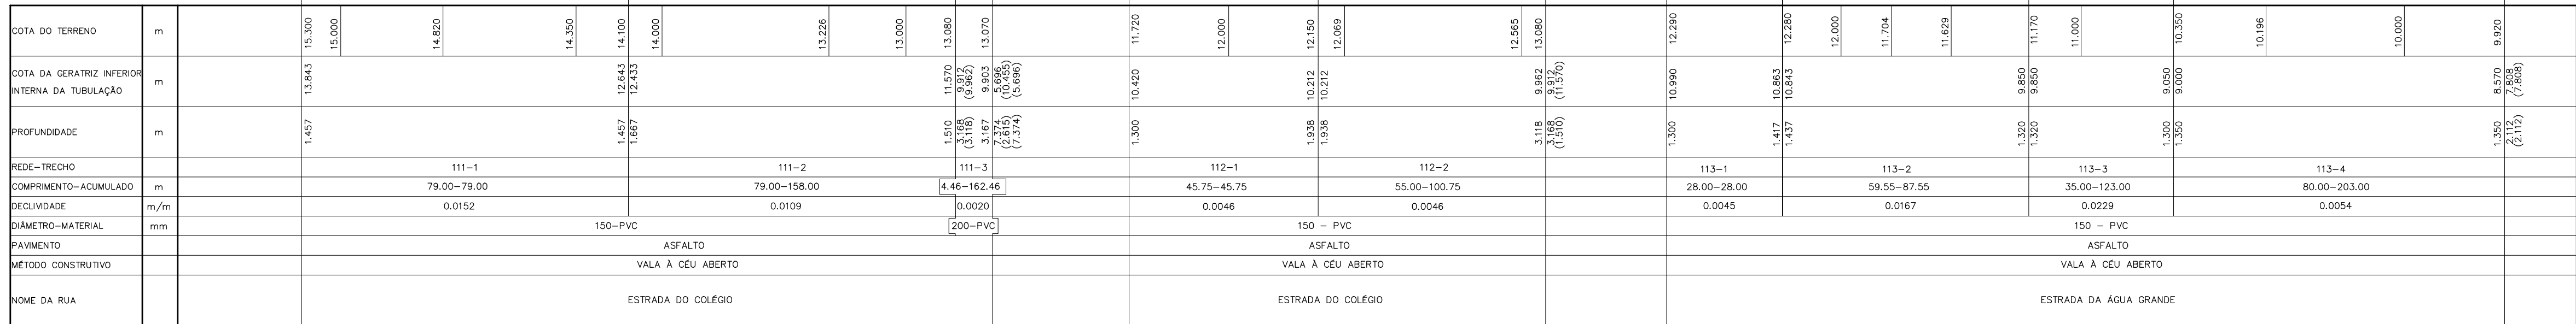 COTA DO TERRENO m 15.300 15.000 14.820 14.350 14.100 14.000 13.226 13.000 13.080 13.070 11.720 12.000 12.150 12.069 12.565 13.080 12.290 12.280 12.000 11.704 11.629 11.170 11.000 10.350 10.196 10.000 9.920
COTA DA GERATRIZ INFERIOR
INTERNA DA TUBULAÇÃO m 13.843 12.643 12.433 11.570 9.912 (9.962) 9.903 5.696 (10.455) (5.696) 10.420 10.212 10.212 9.962 9.912 (11.570) 10.990 10.863 10.843 9.850 9.850 9.050 9.000 8.570 7.808 (7.808)
PROFUNDIDADE m 1.457 1.457 1.667 1.510 3.168 (3.118) 3.167 7.374 (2.615) (7.374) 1.300 1.938 1.938 3.118 3.168 (1.510) 1.300 1.417 1.437 1.320 1.320 1.300 1.350 1.350 2.112 (2.112)
REDE-TRECHO 111-1 111-2 111-3 112-1 112-2 113-1 113-2 113-3 113-4
COMPRIMENTO-ACUMULADO m 79.00-79.00 79.00-158.00 4.46-162.46 45.75-45.75 55.00-100.75 28.00-28.00 59.55-87.55 35.00-123.00 80.00-203.00
DECLIVIDADE m/m 0.0152 0.0109 0.0020 0.0046 0.0046 0.0045 0.0167 0.0229 0.0054
DIÂMETRO-MATERIAL mm 150-PVC 200-PVC 150 - PVC 150 - PVC
PAVIMENTO ASFALTO ASFALTO ASFALTO
MÉTODO CONSTRUTIVO VALA À CÉU ABERTO VALA À CÉU ABERTO VALA À CÉU ABERTO
NOME DA RUA ESTRADA DO COLÉGIO ESTRADA DO COLÉGIO ESTRADA DA ÁGUA GRANDE